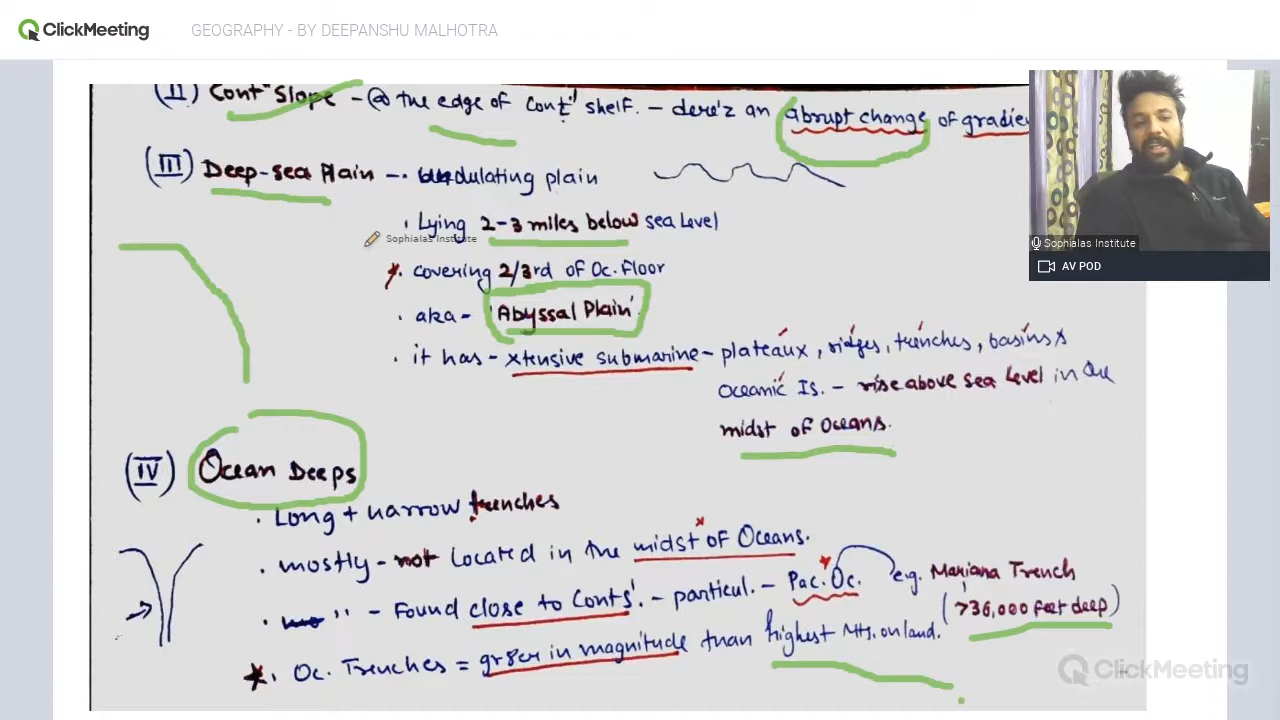 ClickMeeting GEOGRAPHY - BY DEEPANSHU MALHOTRA
(II) Cont' Slope - @ the edge of Cont'l shelf. - dere'z an abrupt change of gradien
(III) Deep-sea Plain - . undulating plain
. Lying 2-3 miles below sea Level
Sophialas Institute
* . covering 2/3rd of Oc. floor
. aka - 'Abyssal Plain'
. it has - xtensive submarine - plateaux, ridges, trenches, basins &
Oceanic Is. - rise above sea Level in the
midst of Oceans.
(IV) Ocean Deeps
. Long + narrow trenches
. mostly - not Located in the midst of Oceans.
. " - Found close to Conts'. - particul. - Pac. Oc. e.g. Mariana Trench
(>36,000 feet deep)
* . Oc. Trenches = gr8er in magnitude than highest Mts. on land.
Sophialas Institute
AV POD
ClickMeeting